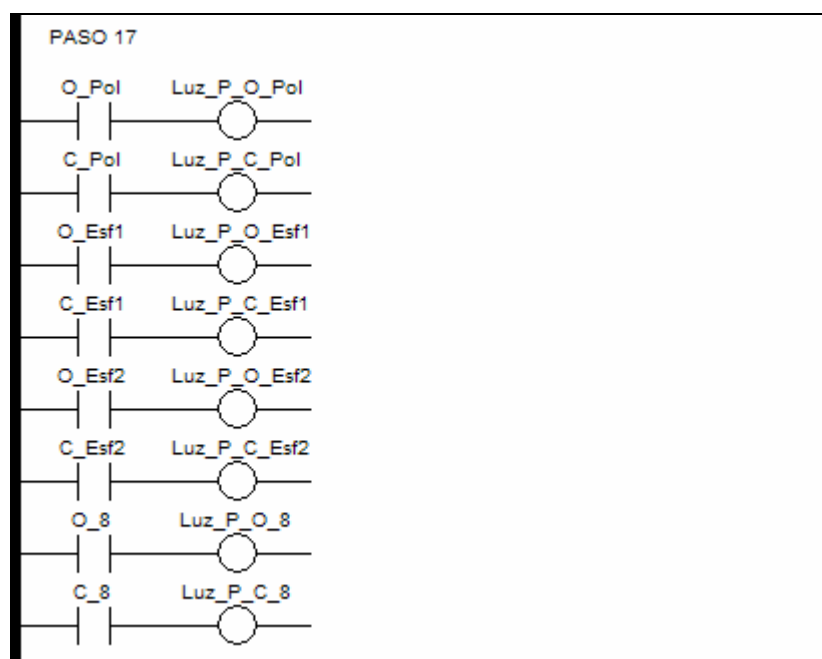 PASO 17
O_Pol Luz_P_O_Pol
C_Pol Luz_P_C_Pol
O_Esf1 Luz_P_O_Esf1
C_Esf1 Luz_P_C_Esf1
O_Esf2 Luz_P_O_Esf2
C_Esf2 Luz_P_C_Esf2
O_8 Luz_P_O_8
C_8 Luz_P_C_8